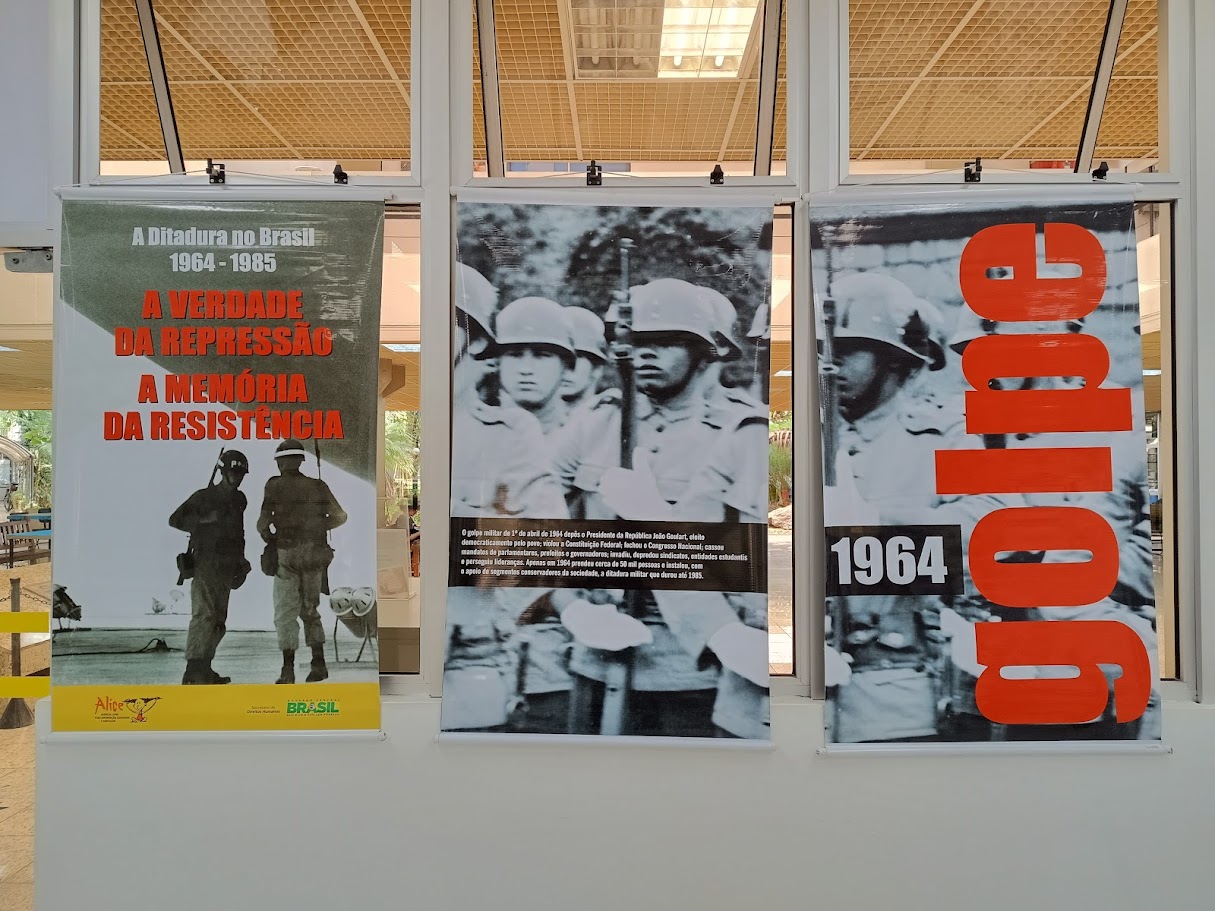 A Ditadura no Brasil
1964 - 1985
A VERDADE
DA REPRESSÃO
A MEMÓRIA
DA RESISTÊNCIA
Alice
Direitos Humanos
BRASIL
O golpe militar de 1º de abril de 1964 depôs o Presidente da República João Goulart, eleito
democraticamente pelo povo; violou a Constituição Federal; fechou o Congresso Nacional; cassou
mandatos de parlamentares, prefeitos e governadores; invadiu, depredou sindicatos, entidades estudantis
e perseguiu lideranças. Apenas em 1964 prendeu cerca de 50 mil pessoas e instalou, com
o apoio de segmentos conservadores da sociedade, a ditadura militar que durou até 1985.
1964
golpe